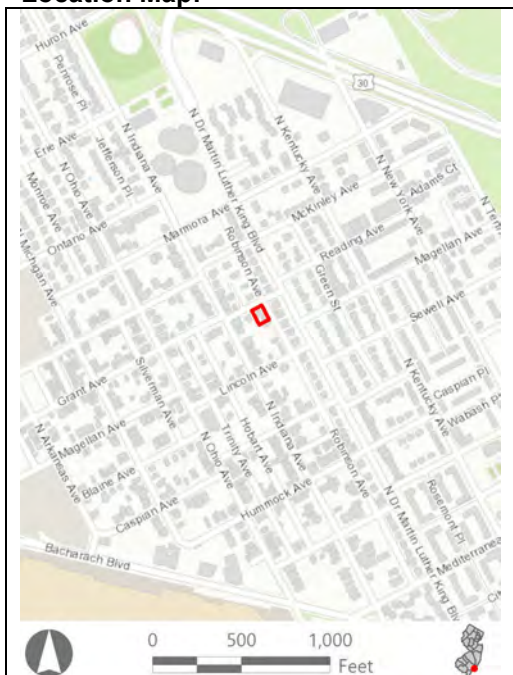 Location Map:
Huron Ave
Penrose Pl
30
Erie Ave
Jefferson Pl
N Indiana Ave
N Dr Martin Luther King Blvd
N Kentucky Ave
N New York Ave
Adams Ct
N Ohio Ave
Monroe Ave
Ontario Ave
Marmora Ave
McKinley Ave
N Michigan Ave
Robinson Ave
Reading Ave
Magellan Ave
Green St
Sewell Ave
Lincoln Ave
Silverman Ave
Grant Ave
N Kentucky Ave
Caspian Pl
Wabash Pl
Magellan Ave
N Arkansas Ave
Hobart Ave
Trinity Ave
N Ohio Ave
N Indiana Ave
Robinson Ave
Blaine Ave
Hummock Ave
Caspian Ave
Rosemont Pl
N Dr Martin Luther King Blvd
Bacharach Blvd
0 500 1,000
Feet